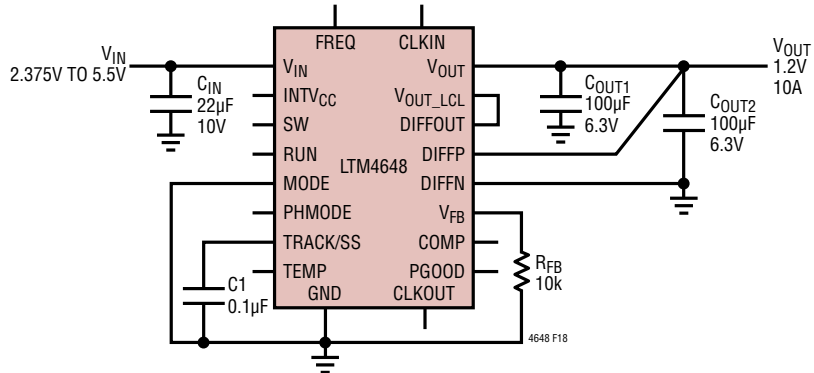 FREQ CLKIN
VIN
2.375V TO 5.5V
CIN
22µF
10V
VIN
INTVCC
SW
RUN
MODE
PHMODE
TRACK/SS
TEMP
GND
LTM4648
VOUT
VOUT_LCL
DIFFOUT
DIFFP
DIFFN
VFB
COMP
PGOOD
CLKOUT
C1
0.1µF
COUT1
100µF
6.3V
COUT2
100µF
6.3V
VOUT
1.2V
10A
RFB
10k
4648 F18